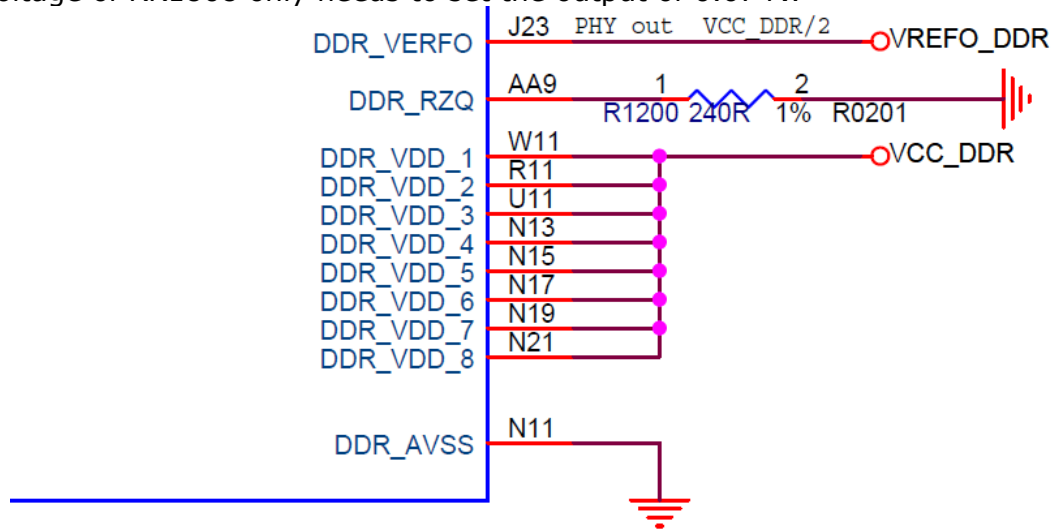 DDR_VERFO J23 PHY out VCC_DDR/2 VREFO_DDR
DDR_RZQ AA9 1 2
R1200 240R 1% R0201
DDR_VDD_1 W11 VCC_DDR
DDR_VDD_2 R11
DDR_VDD_3 U11
DDR_VDD_4 N13
DDR_VDD_5 N15
DDR_VDD_6 N17
DDR_VDD_7 N19
DDR_VDD_8 N21
DDR_AVSS N11